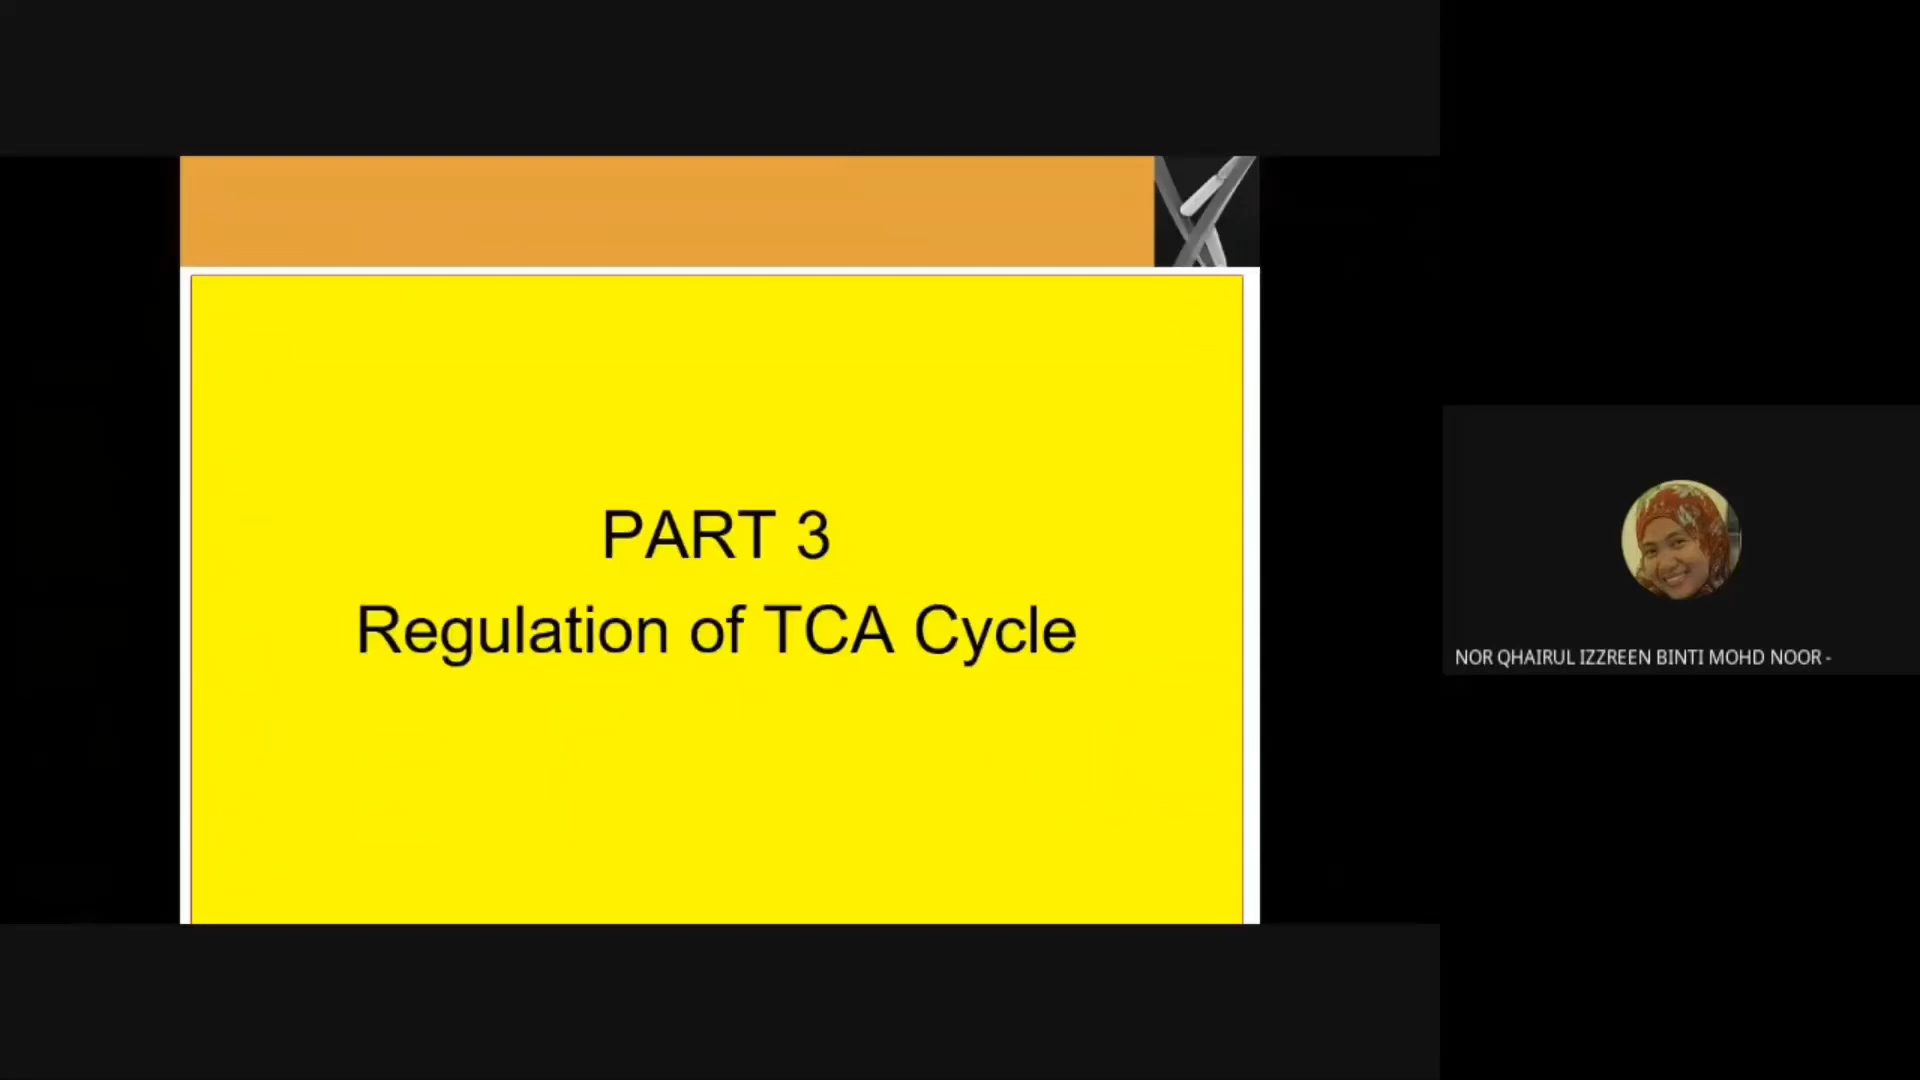 PART 3
Regulation of TCA Cycle
NOR QHAIRUL IZZREEN BINTI MOHD NOOR -